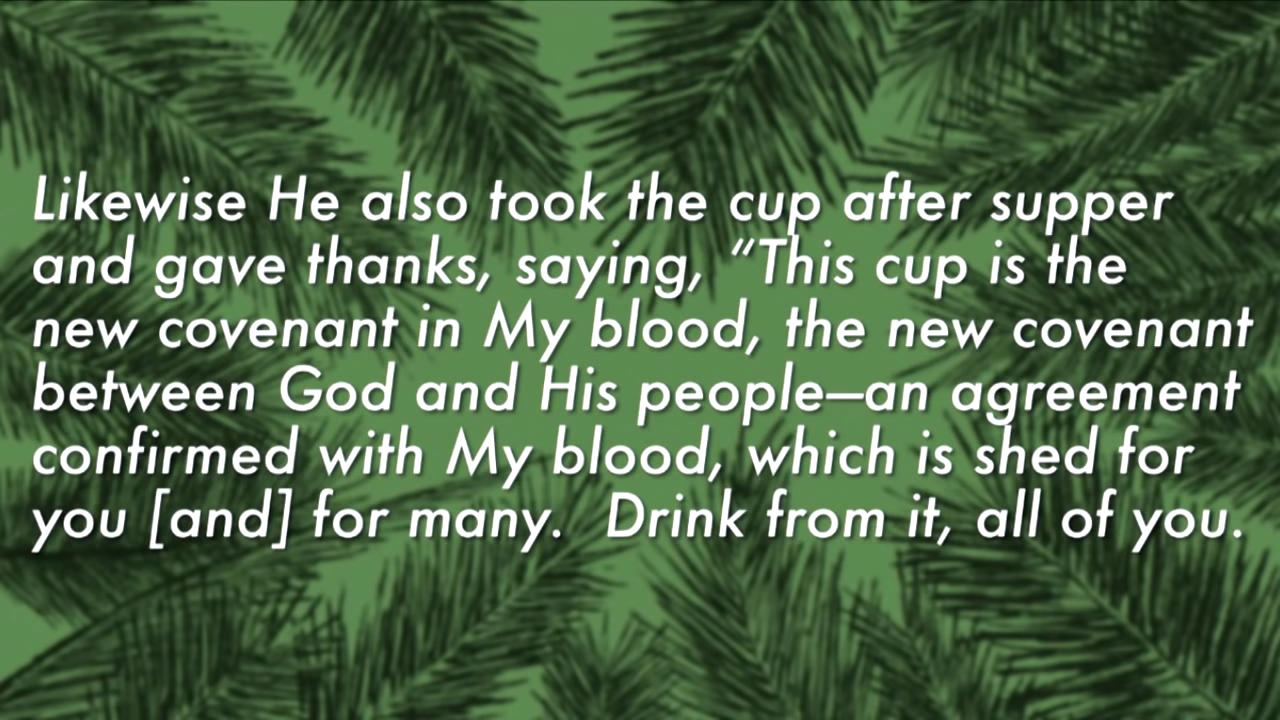 Likewise He also took the cup after supper
and gave thanks, saying, “This cup is the
new covenant in My blood, the new covenant
between God and His people—an agreement
confirmed with My blood, which is shed for
you [and] for many.  Drink from it, all of you.